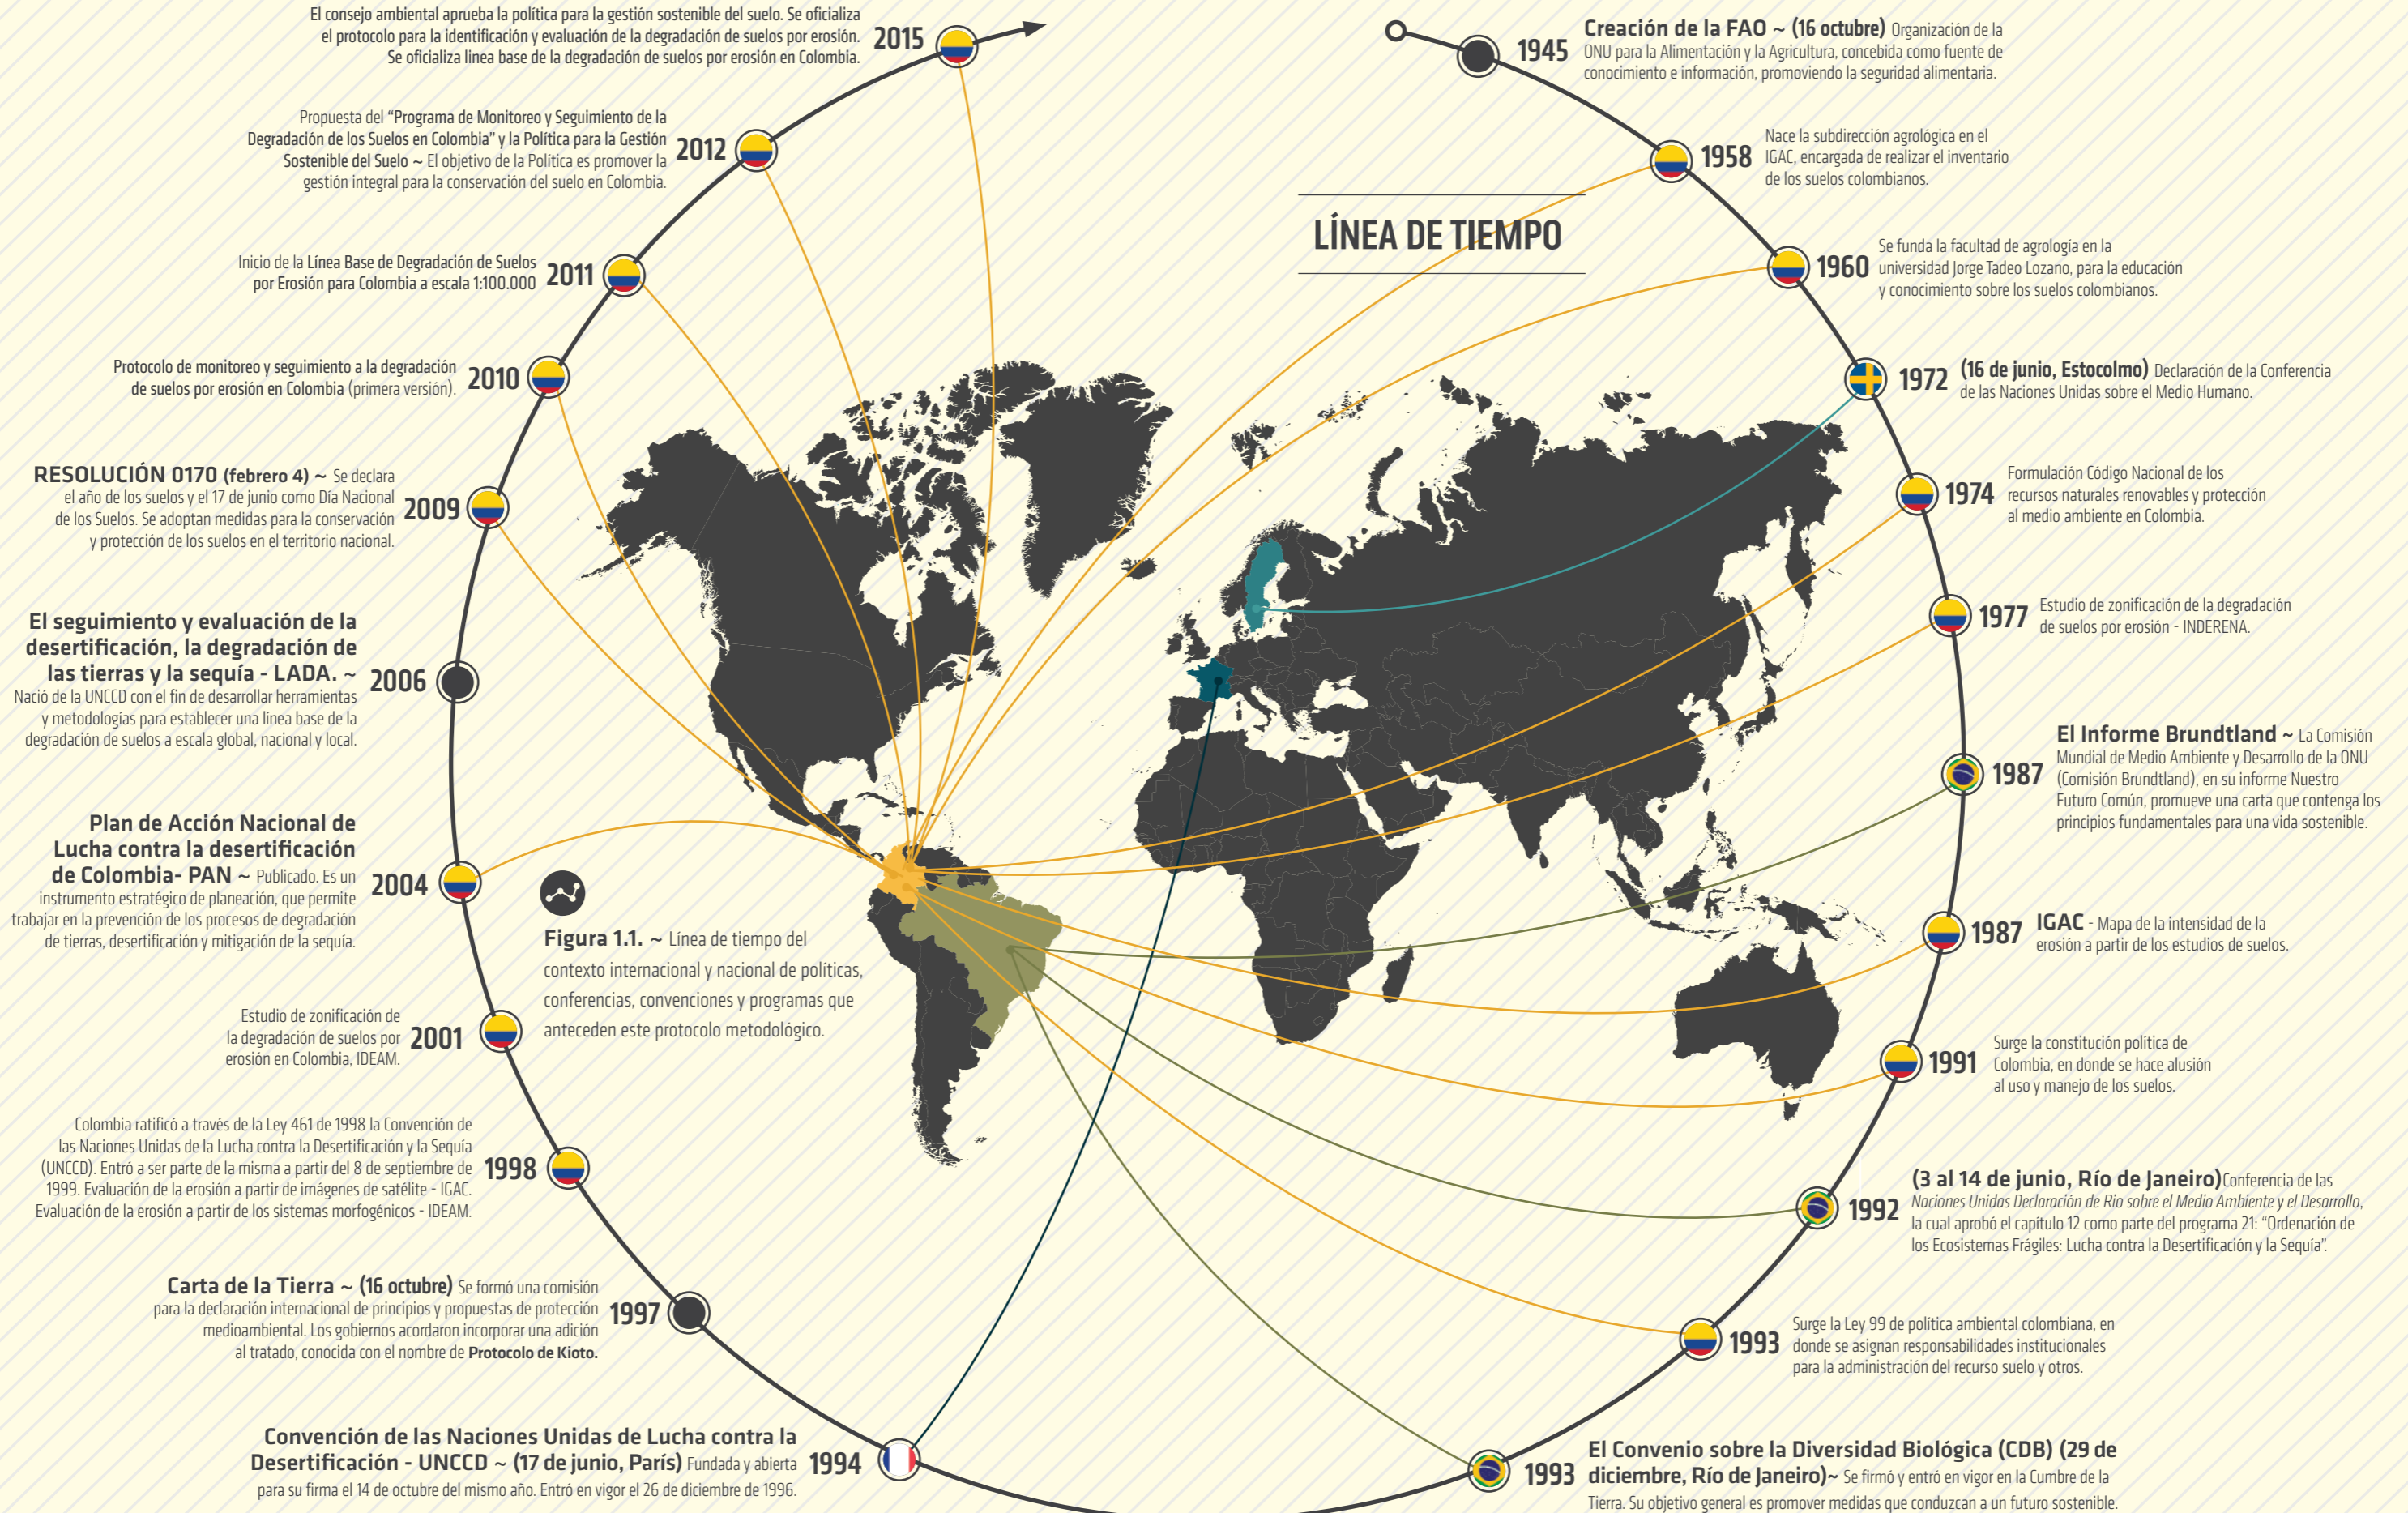 LÍNEA DE TIEMPO
1945
Creación de la FAO ~ (16 octubre) Organización de la
ONU para la Alimentación y la Agricultura, concebida como fuente de
conocimiento e información, promoviendo la seguridad alimentaria.
1958
Nace la subdirección agrológica en el
IGAC, encargada de realizar el inventario
de los suelos colombianos.
1960
Se funda la facultad de agrología en la
universidad Jorge Tadeo Lozano, para la educación
y conocimiento sobre los suelos colombianos.
1972
(16 de junio, Estocolmo) Declaración de la Conferencia
de las Naciones Unidas sobre el Medio Humano.
1974
Formulación Código Nacional de los
recursos naturales renovables y protección
al medio ambiente en Colombia.
1977
Estudio de zonificación de la degradación
de suelos por erosión - INDERENA.
1987
El Informe Brundtland ~ La Comisión
Mundial de Medio Ambiente y Desarrollo de la ONU
(Comisión Brundtland), en su informe Nuestro
Futuro Común, promueve una carta que contenga los
principios fundamentales para una vida sostenible.
1987
IGAC - Mapa de la intensidad de la
erosión a partir de los estudios de suelos.
1991
Surge la constitución política de
Colombia, en donde se hace alusión
al uso y manejo de los suelos.
1992
(3 al 14 de junio, Río de Janeiro)Conferencia de las
Naciones Unidas Declaración de Rio sobre el Medio Ambiente y el Desarrollo,
la cual aprobó el capítulo 12 como parte del programa 21: “Ordenación de
los Ecosistemas Frágiles: Lucha contra la Desertificación y la Sequía”.
1993
Surge la Ley 99 de política ambiental colombiana, en
donde se asignan responsabilidades institucionales
para la administración del recurso suelo y otros.
1993
El Convenio sobre la Diversidad Biológica (CDB) (29 de
diciembre, Río de Janeiro)~ Se firmó y entró en vigor en la Cumbre de la
Tierra. Su objetivo general es promover medidas que conduzcan a un futuro sostenible.
Convención de las Naciones Unidas de Lucha contra la
Desertificación - UNCCD ~ (17 de junio, París) Fundada y abierta
para su firma el 14 de octubre del mismo año. Entró en vigor el 26 de diciembre de 1996.
1994
Carta de la Tierra ~ (16 octubre) Se formó una comisión
para la declaración internacional de principios y propuestas de protección
medioambiental. Los gobiernos acordaron incorporar una adición
al tratado, conocida con el nombre de Protocolo de Kioto.
1997
Colombia ratificó a través de la Ley 461 de 1998 la Convención de
las Naciones Unidas de la Lucha contra la Desertificación y la Sequía
(UNCCD). Entró a ser parte de la misma a partir del 8 de septiembre de
1999. Evaluación de la erosión a partir de imágenes de satélite - IGAC.
Evaluación de la erosión a partir de los sistemas morfogénicos - IDEAM.
1998
Estudio de zonificación de
la degradación de suelos por
erosión en Colombia, IDEAM.
2001
Plan de Acción Nacional de
Lucha contra la desertificación
de Colombia- PAN ~ Publicado. Es un
instrumento estratégico de planeación, que permite
trabajar en la prevención de los procesos de degradación
de tierras, desertificación y mitigación de la sequía.
2004
El seguimiento y evaluación de la
desertificación, la degradación de
las tierras y la sequía - LADA. ~
Nació de la UNCCD con el fin de desarrollar herramientas
y metodologías para establecer una línea base de la
degradación de suelos a escala global, nacional y local.
2006
RESOLUCIÓN 0170 (febrero 4) ~ Se declara
el año de los suelos y el 17 de junio como Día Nacional
de los Suelos. Se adoptan medidas para la conservación
y protección de los suelos en el territorio nacional.
2009
Protocolo de monitoreo y seguimiento a la degradación
de suelos por erosión en Colombia (primera versión).
2010
Inicio de la Línea Base de Degradación de Suelos
por Erosión para Colombia a escala 1:100.000
2011
Propuesta del “Programa de Monitoreo y Seguimiento de la
Degradación de los Suelos en Colombia” y la Política para la Gestión
Sostenible del Suelo ~ El objetivo de la Política es promover la
gestión integral para la conservación del suelo en Colombia.
2012
El consejo ambiental aprueba la política para la gestión sostenible del suelo. Se oficializa
el protocolo para la identificación y evaluación de la degradación de suelos por erosión.
Se oficializa linea base de la degradación de suelos por erosión en Colombia.
2015
Figura 1.1. ~ Línea de tiempo del
contexto internacional y nacional de políticas,
conferencias, convenciones y programas que
anteceden este protocolo metodológico.